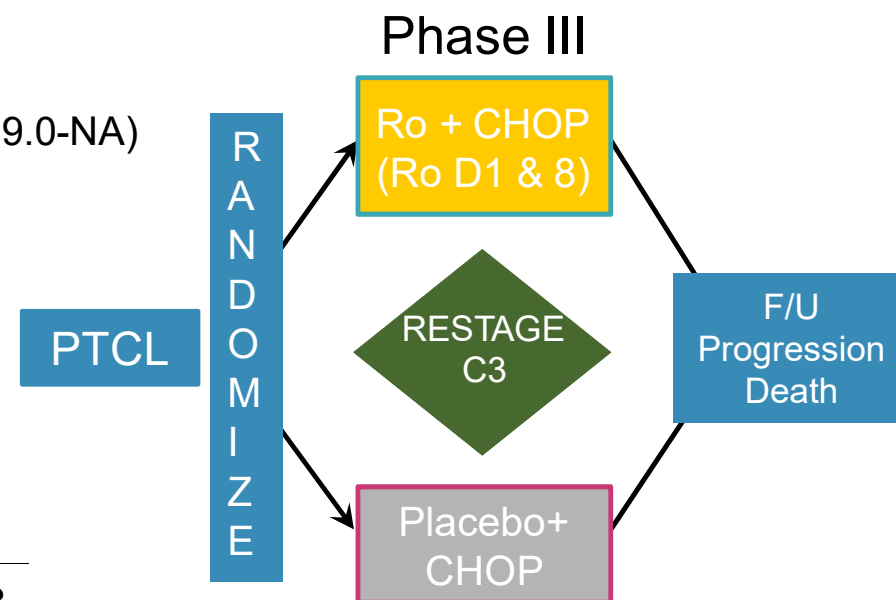 Phase III
9.0-NA)
Ro + CHOP
(Ro D1 & 8)
R
A
N
D
O
M
I
Z
E
PTCL
RESTAGE
C3
F/U
Progression
Death
Placebo+
CHOP